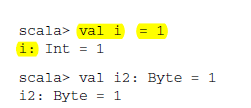 scala> val i = 1
i: Int = 1
scala> val i2: Byte = 1
i2: Byte = 1